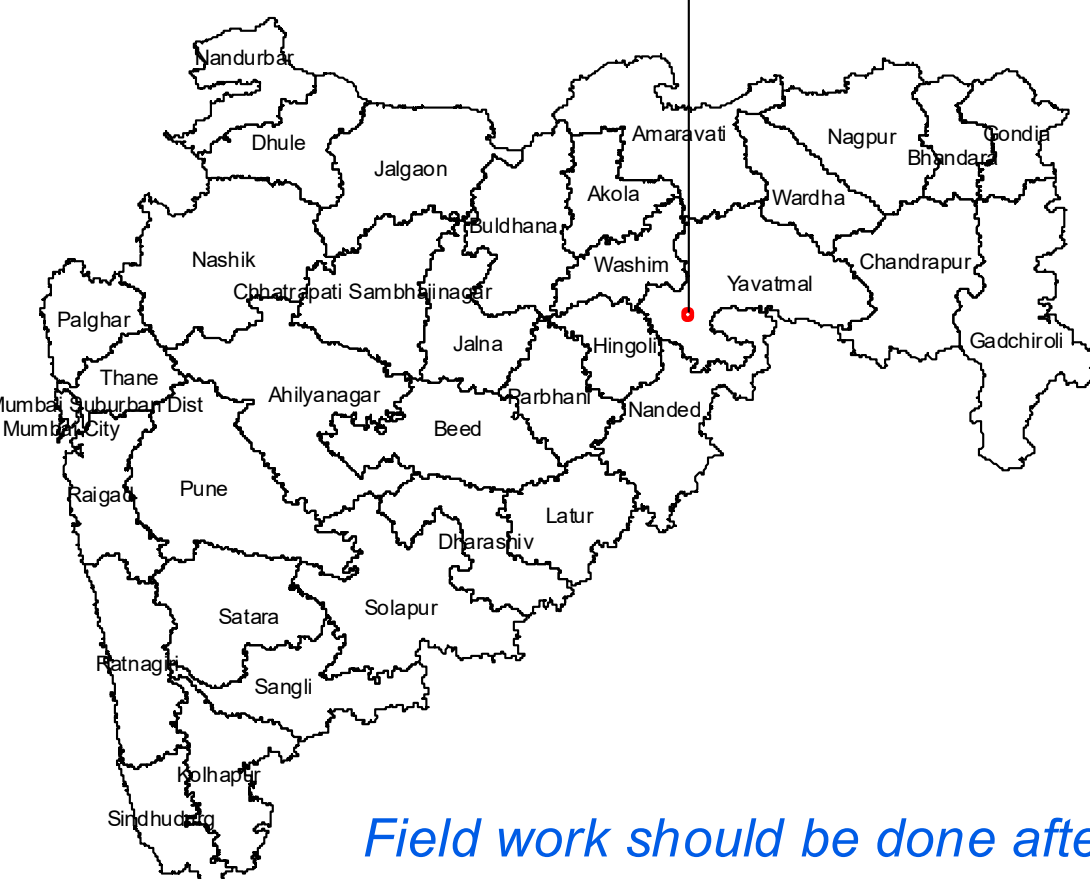 Nandurbar
Dhule
Jalgaon
Amaravati
Nagpur
Gondia
Bhandara
Akola
Wardha
Buldhana
Nashik
Washim
Chandrapur
Yavatmal
Chhatrapati Sambhajinagar
Palghar
Jalna
Hingoli
Gadchiroli
Thane
Ahilyanagar
Parbhani
Mumbai Suburban Dist
Nanded
Mumbai City
Beed
Raigad
Pune
Latur
Dharashiv
Satara
Solapur
Ratnagiri
Sangli
Kolhapur
Sindhudurg
Field work should be done afte